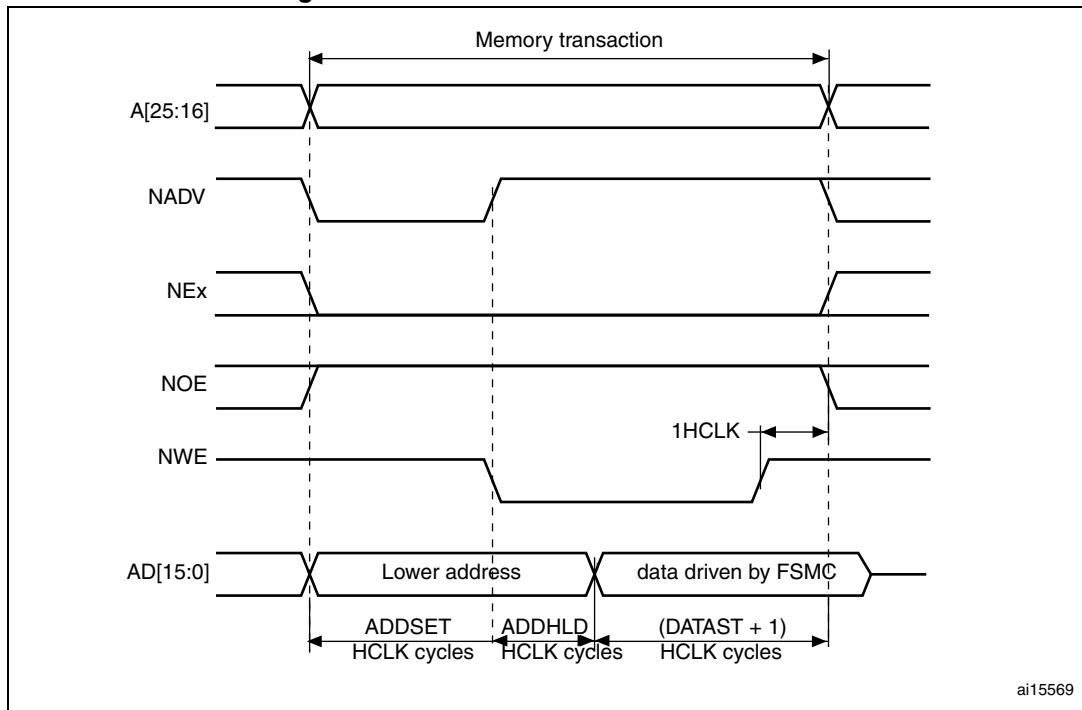 Memory transaction
A[25:16]
NADV
NEx
NOE
1HCLK
NWE
AD[15:0]
Lower address
data driven by FSMC
ADDSET
HCLK cycles
ADDHLD
HCLK cycles
(DATAST + 1)
HCLK cycles
ai15569